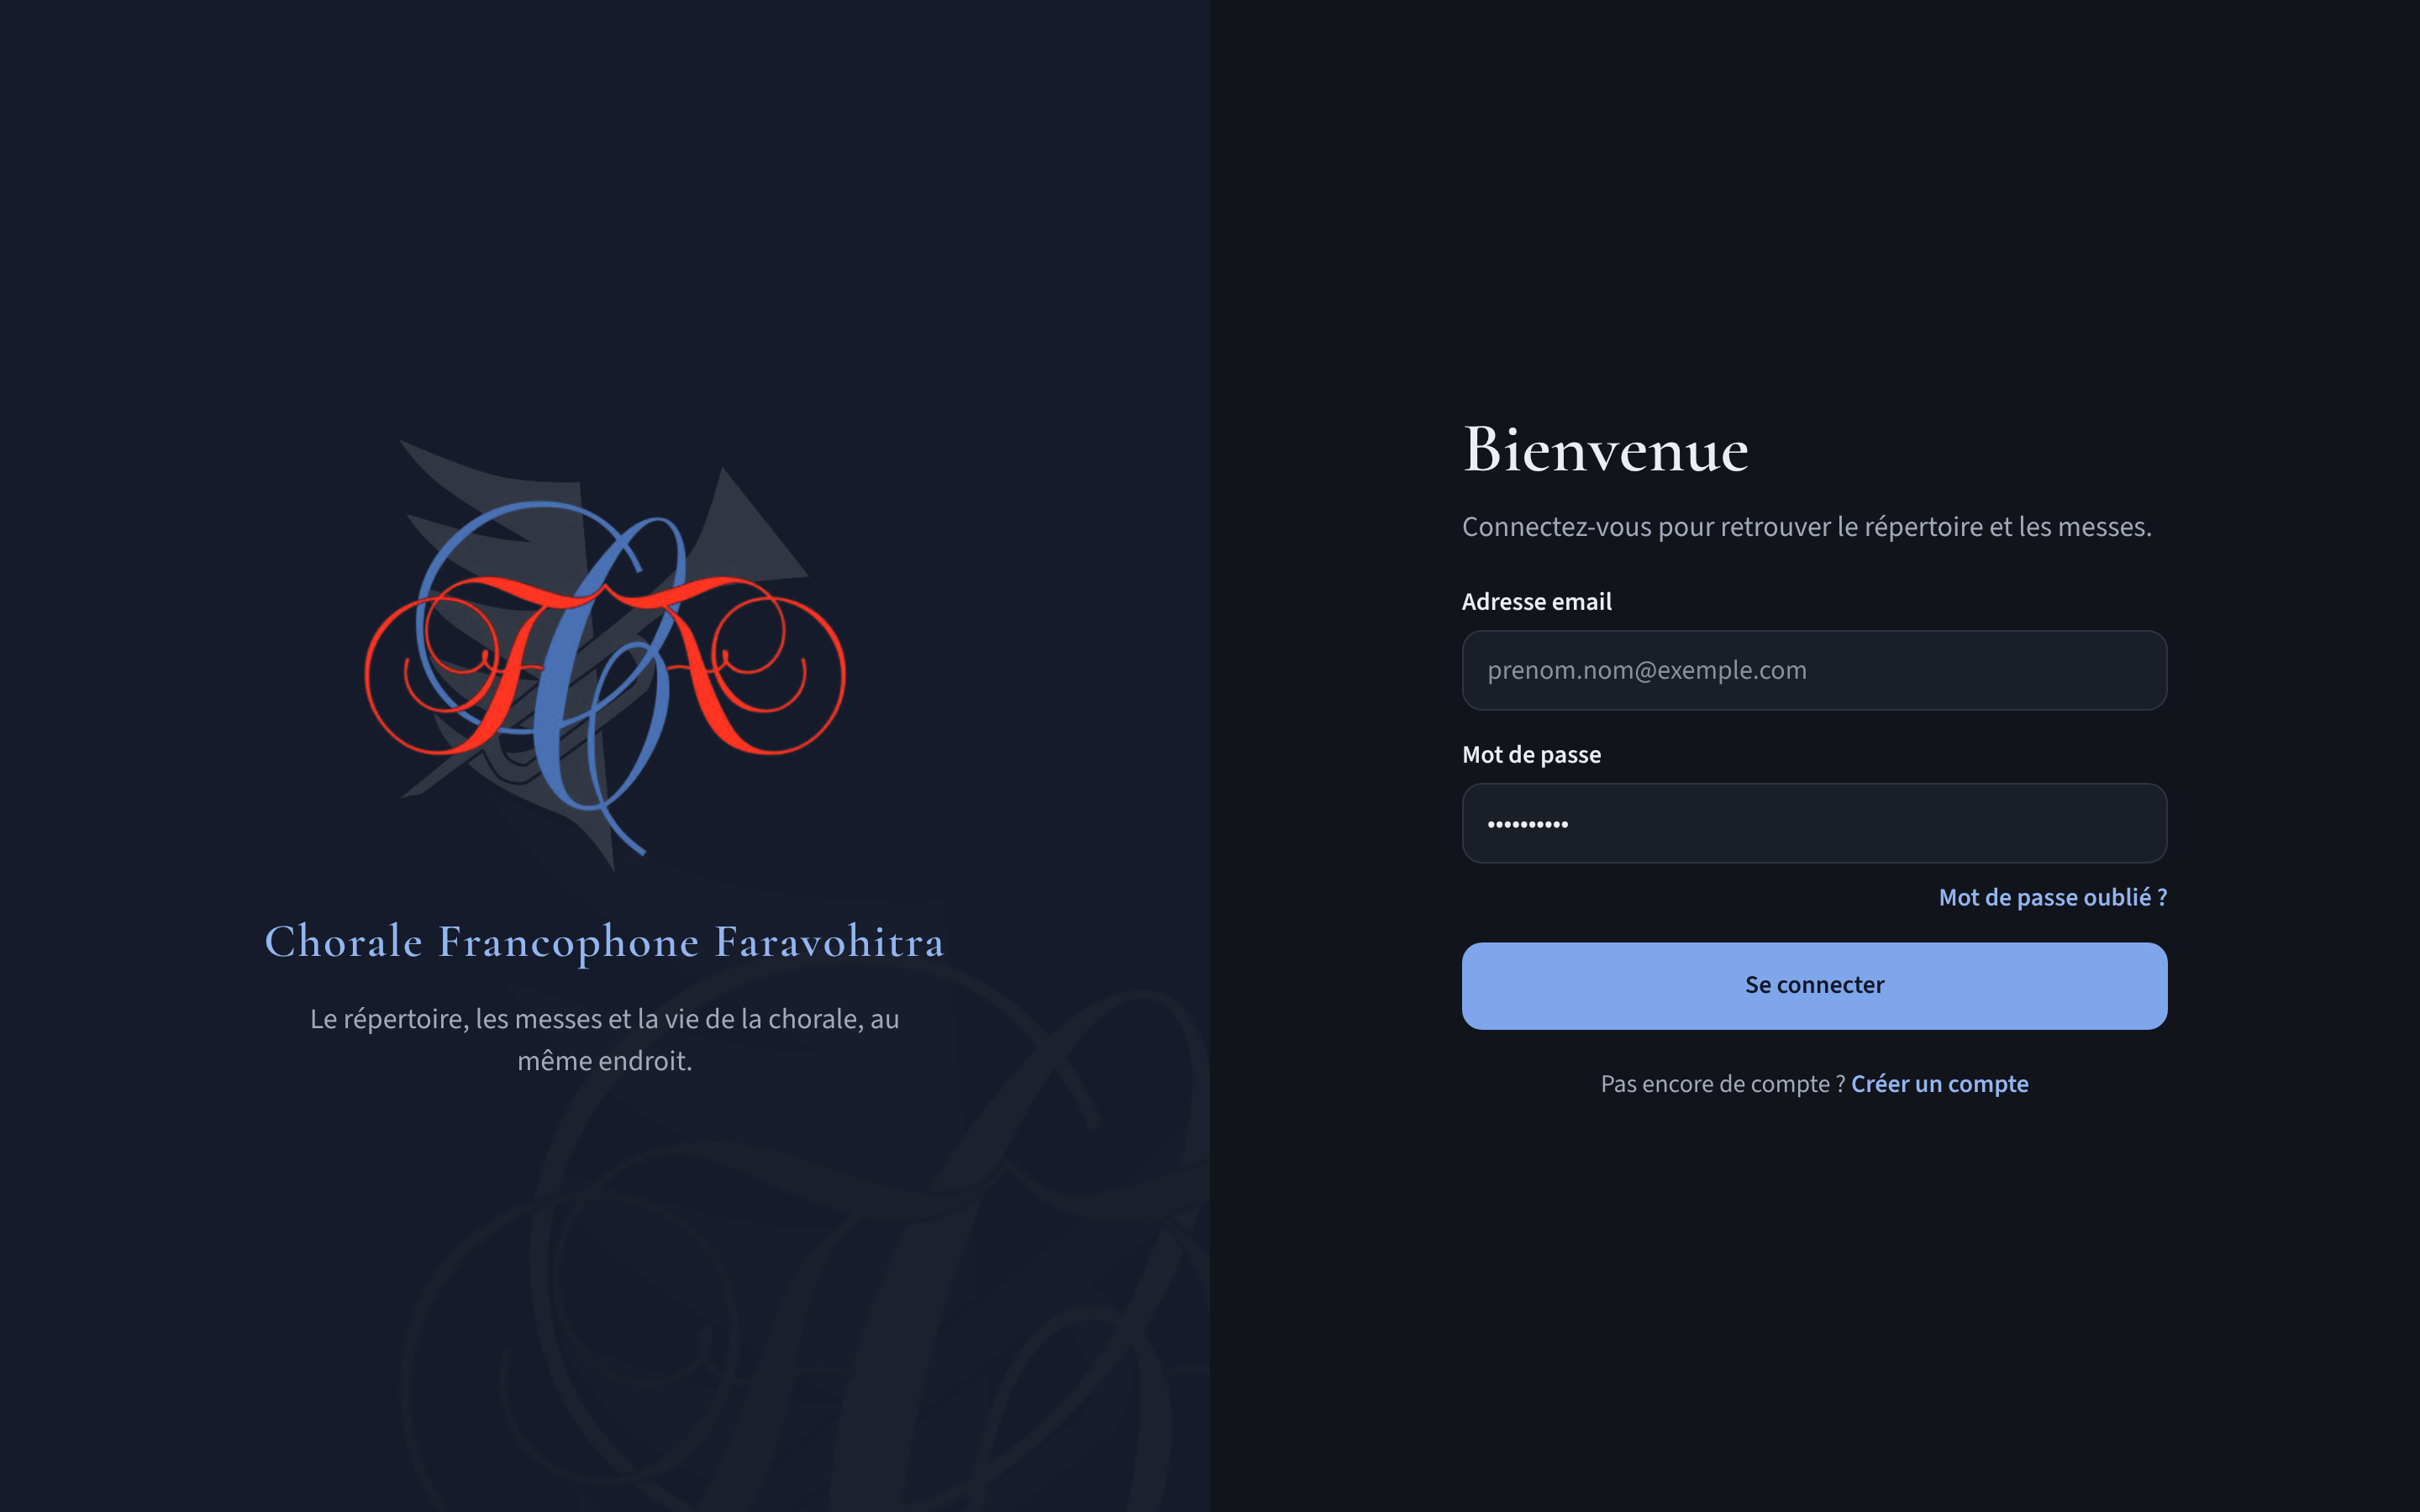 Chorale Francophone Faravohitra
Le répertoire, les messes et la vie de la chorale, au
même endroit.
Bienvenue
Connectez-vous pour retrouver le répertoire et les messes.
Adresse email
prenom.nom@exemple.com
Mot de passe
••••••••••
Mot de passe oublié ?
Se connecter
Pas encore de compte ? Créer un compte